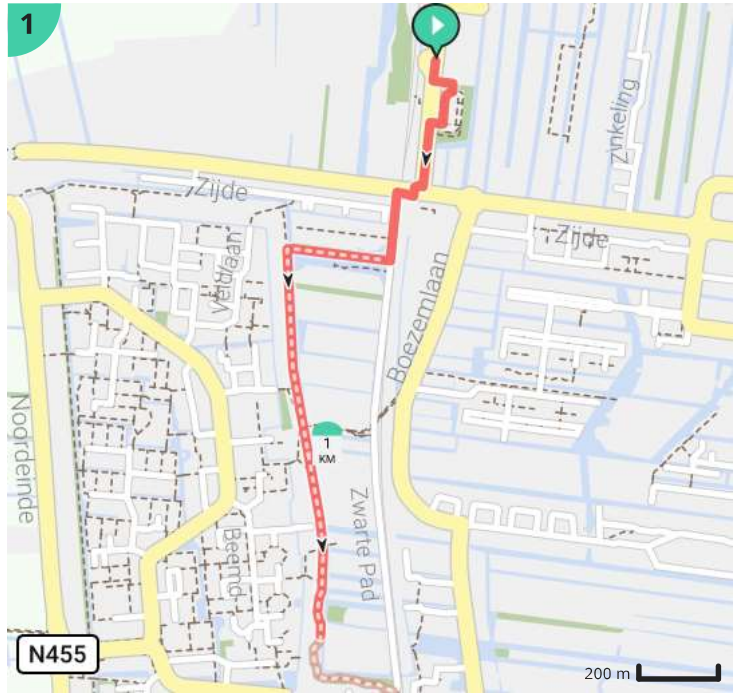 1
Zinkeling
Zijde
Zijde
Veldlaan
Boezemlaan
Noordeinde
1
KM
Zwarte Pad
Beemd
N455
200 m